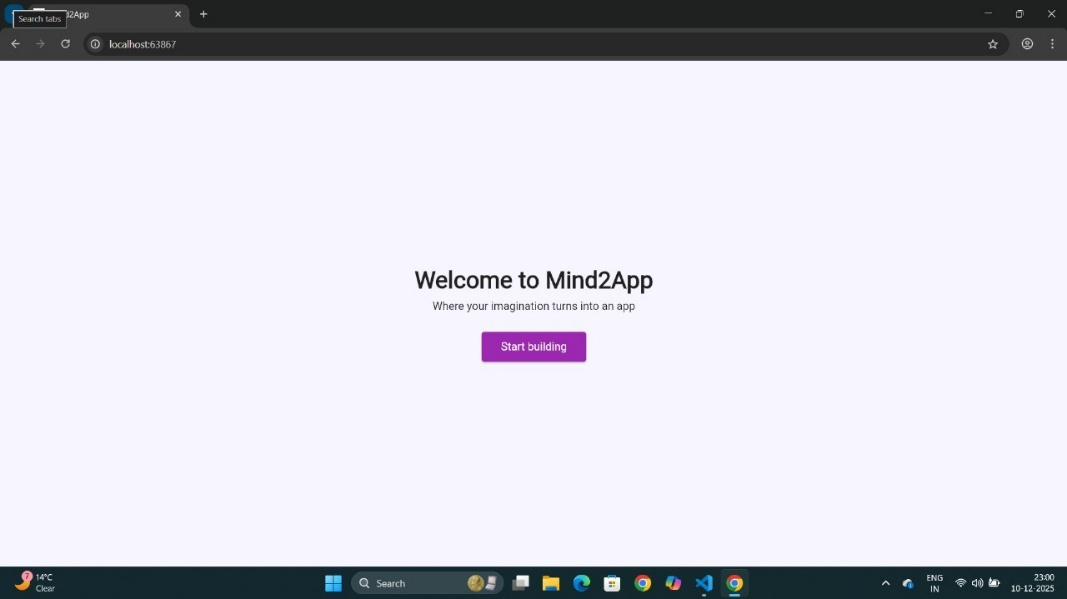 Search tabs
d2App
localhost:63867
Welcome to Mind2App
Where your imagination turns into an app
Start building
7
14°C
Clear
Search
ENG
IN
23:00
10-12-2025